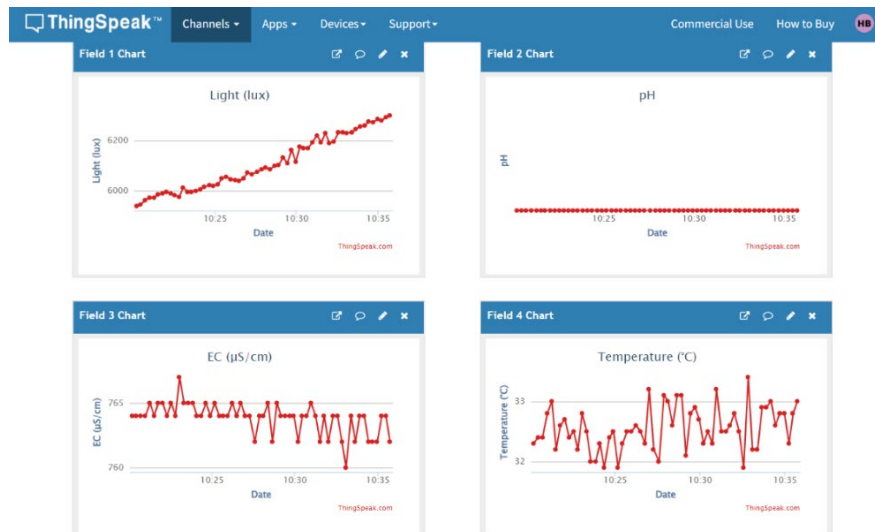 ThingSpeak™ Channels Apps Devices Support Commercial Use How to Buy HB
Field 1 Chart
Light (lux)
Light (lux)
6200
6000
10:25 10:30 10:35
Date
ThingSpeak.com
Field 2 Chart
pH
pH
10:25 10:30 10:35
Date
ThingSpeak.com
Field 3 Chart
EC (µS/cm)
EC (µS/cm)
765
760
10:25 10:30 10:35
Date
ThingSpeak.com
Field 4 Chart
Temperature (°C)
Temperature (°C)
33
32
10:25 10:30 10:35
Date
ThingSpeak.com